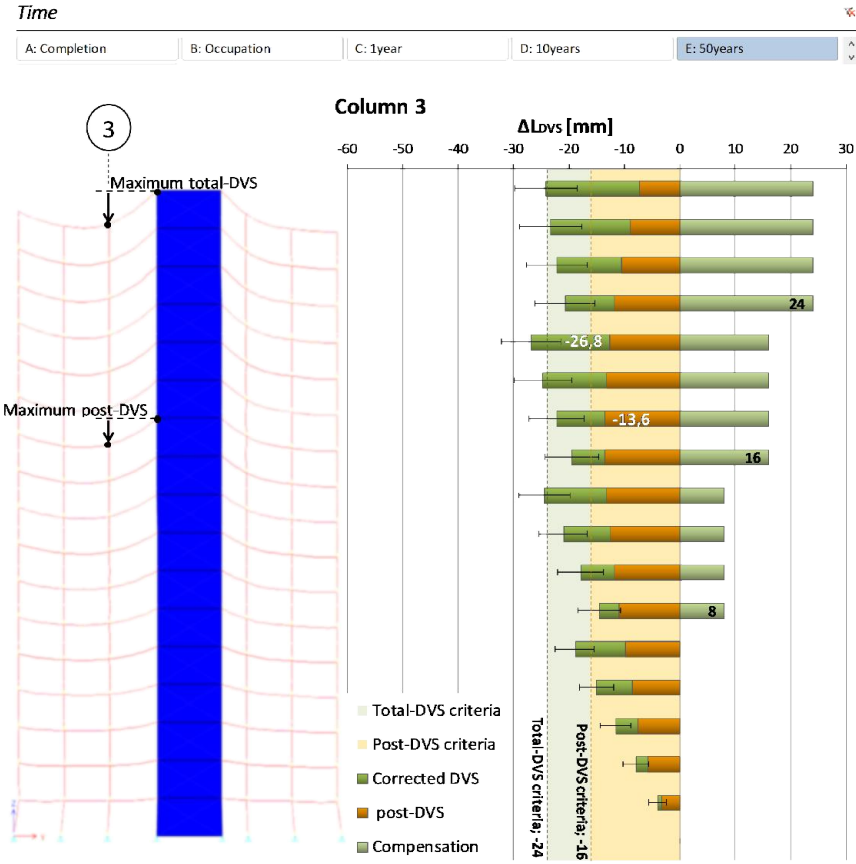 Time
A: Completion
B: Occupation
C: 1year
D: 10years
E: 50years
Column 3
3
ΔLDVS [mm]
-60 -50 -40 -30 -20 -10 0 10 20 30
Maximum total-DVS
24
-26,8
Maximum post-DVS
-13,6
16
8
Total-DVS criteria
Post-DVS criteria
Corrected DVS
post-DVS
Compensation
Total-DVS criteria; -24
Post-DVS criteria; -16